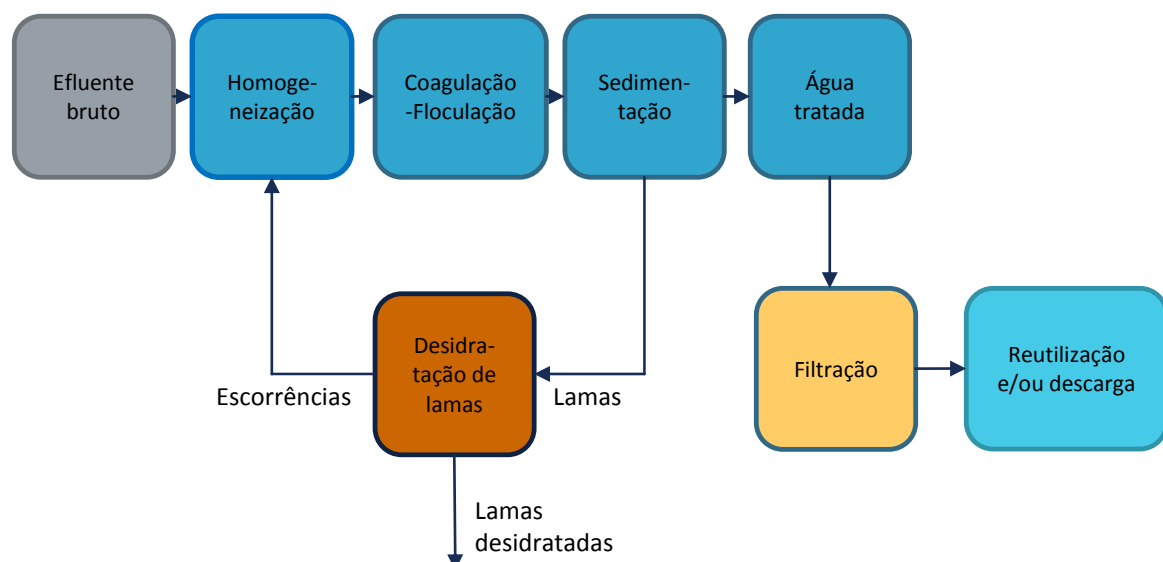 Efluente
bruto
Homoge-
neização
Coagulação
-Floculação
Sedimen-
tação
Água
tratada
Desidra-
tação de
lamas
Escorrências
Lamas
Filtração
Reutilização
e/ou descarga
Lamas
desidratadas